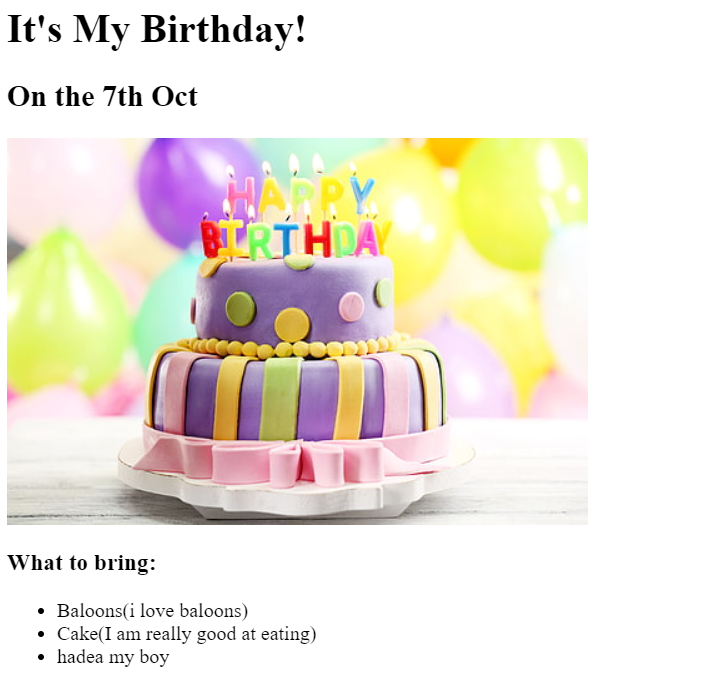 It's My Birthday!
On the 7th Oct
HAPPY
BIRTHDAY
What to bring:
Baloons(i love baloons)
Cake(I am really good at eating)
hadea my boy